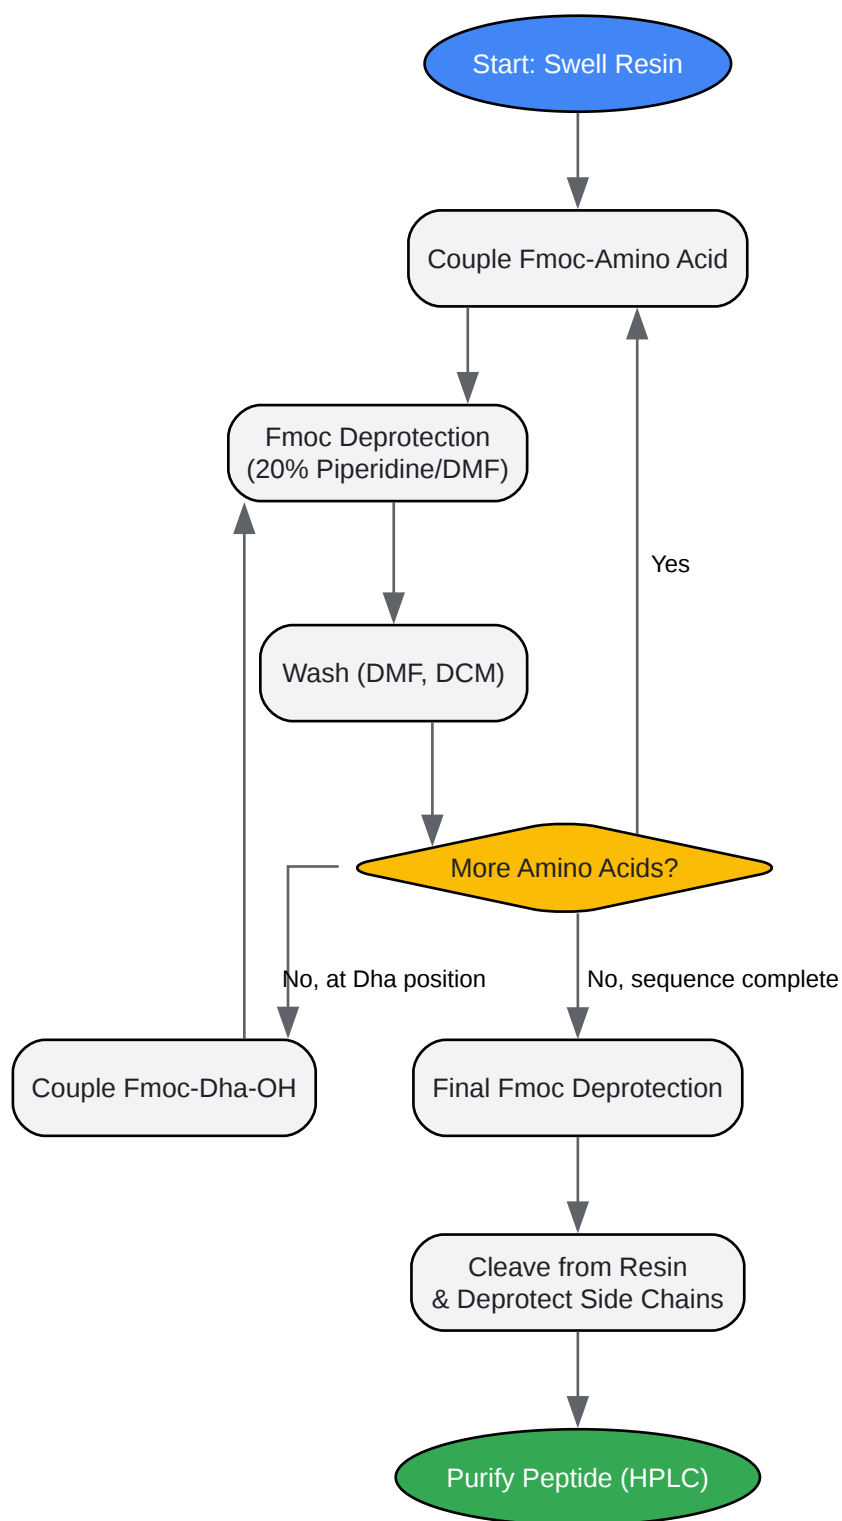 Start: Swell Resin
Couple Fmoc-Amino Acid
Fmoc Deprotection
(20% Piperidine/DMF)
Yes
Wash (DMF, DCM)
More Amino Acids?
No, at Dha position
No, sequence complete
Couple Fmoc-Dha-OH
Final Fmoc Deprotection
Cleave from Resin
& Deprotect Side Chains
Purify Peptide (HPLC)